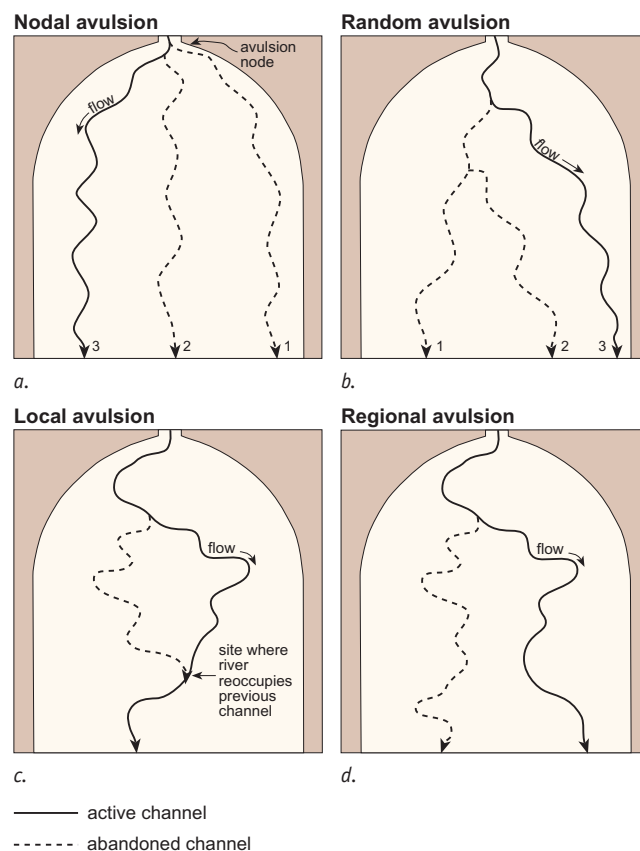 Nodal avulsion
avulsion
node
flow
3
2
1
a.
Random avulsion
flow
1
2
3
b.
Local avulsion
flow
site where
river
reoccupies
previous
channel
c.
Regional avulsion
flow
d.
active channel
abandoned channel